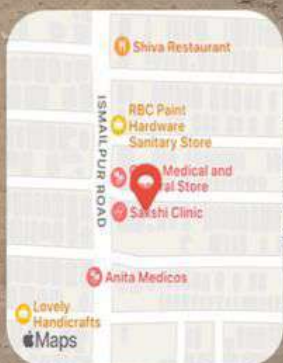 Shiva Restaurant
RBC Paint
Hardware
Sanitary Store
ISMAILPUR ROAD
Medical and
Store
Sakshi Clinic
Anita Medicos
Lovely
Handicrafts
Maps